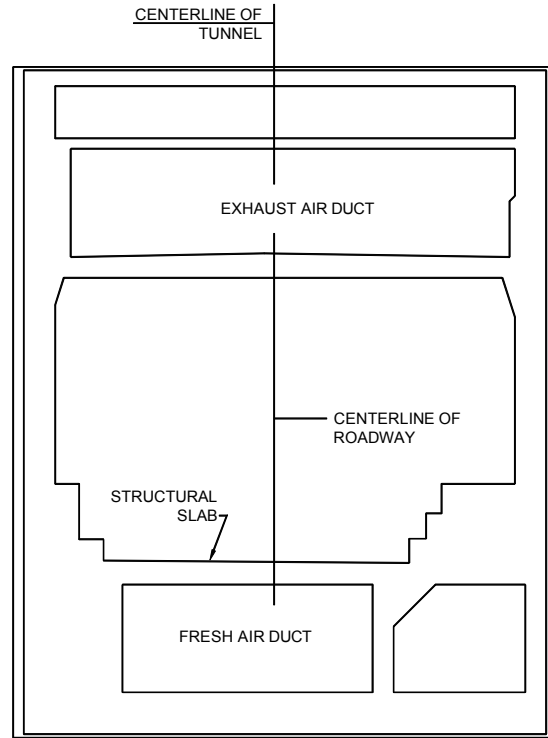 CENTERLINE OF
TUNNEL
EXHAUST AIR DUCT
CENTERLINE OF
ROADWAY
STRUCTURAL
SLAB
FRESH AIR DUCT